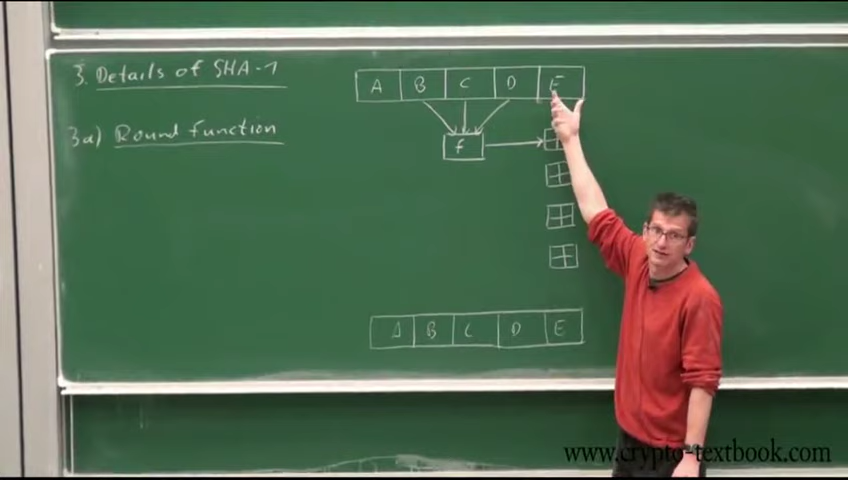 3. Details of SHA-1
A B C D E
3a) Round function
f
A B C D E
www.crypto-textbook.com